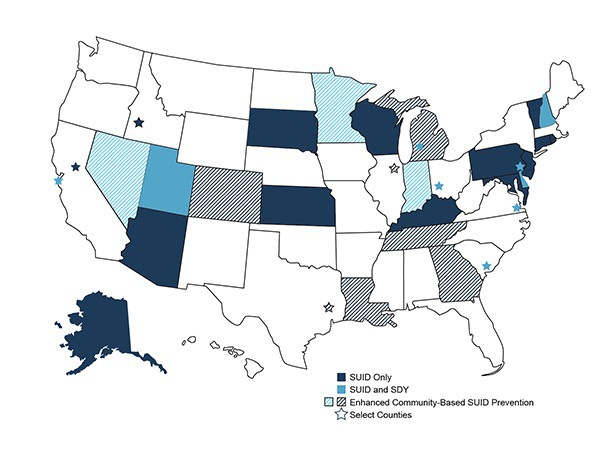 SUID Only
SUID and SDY
Enhanced Community-Based SUID Prevention
Select Counties